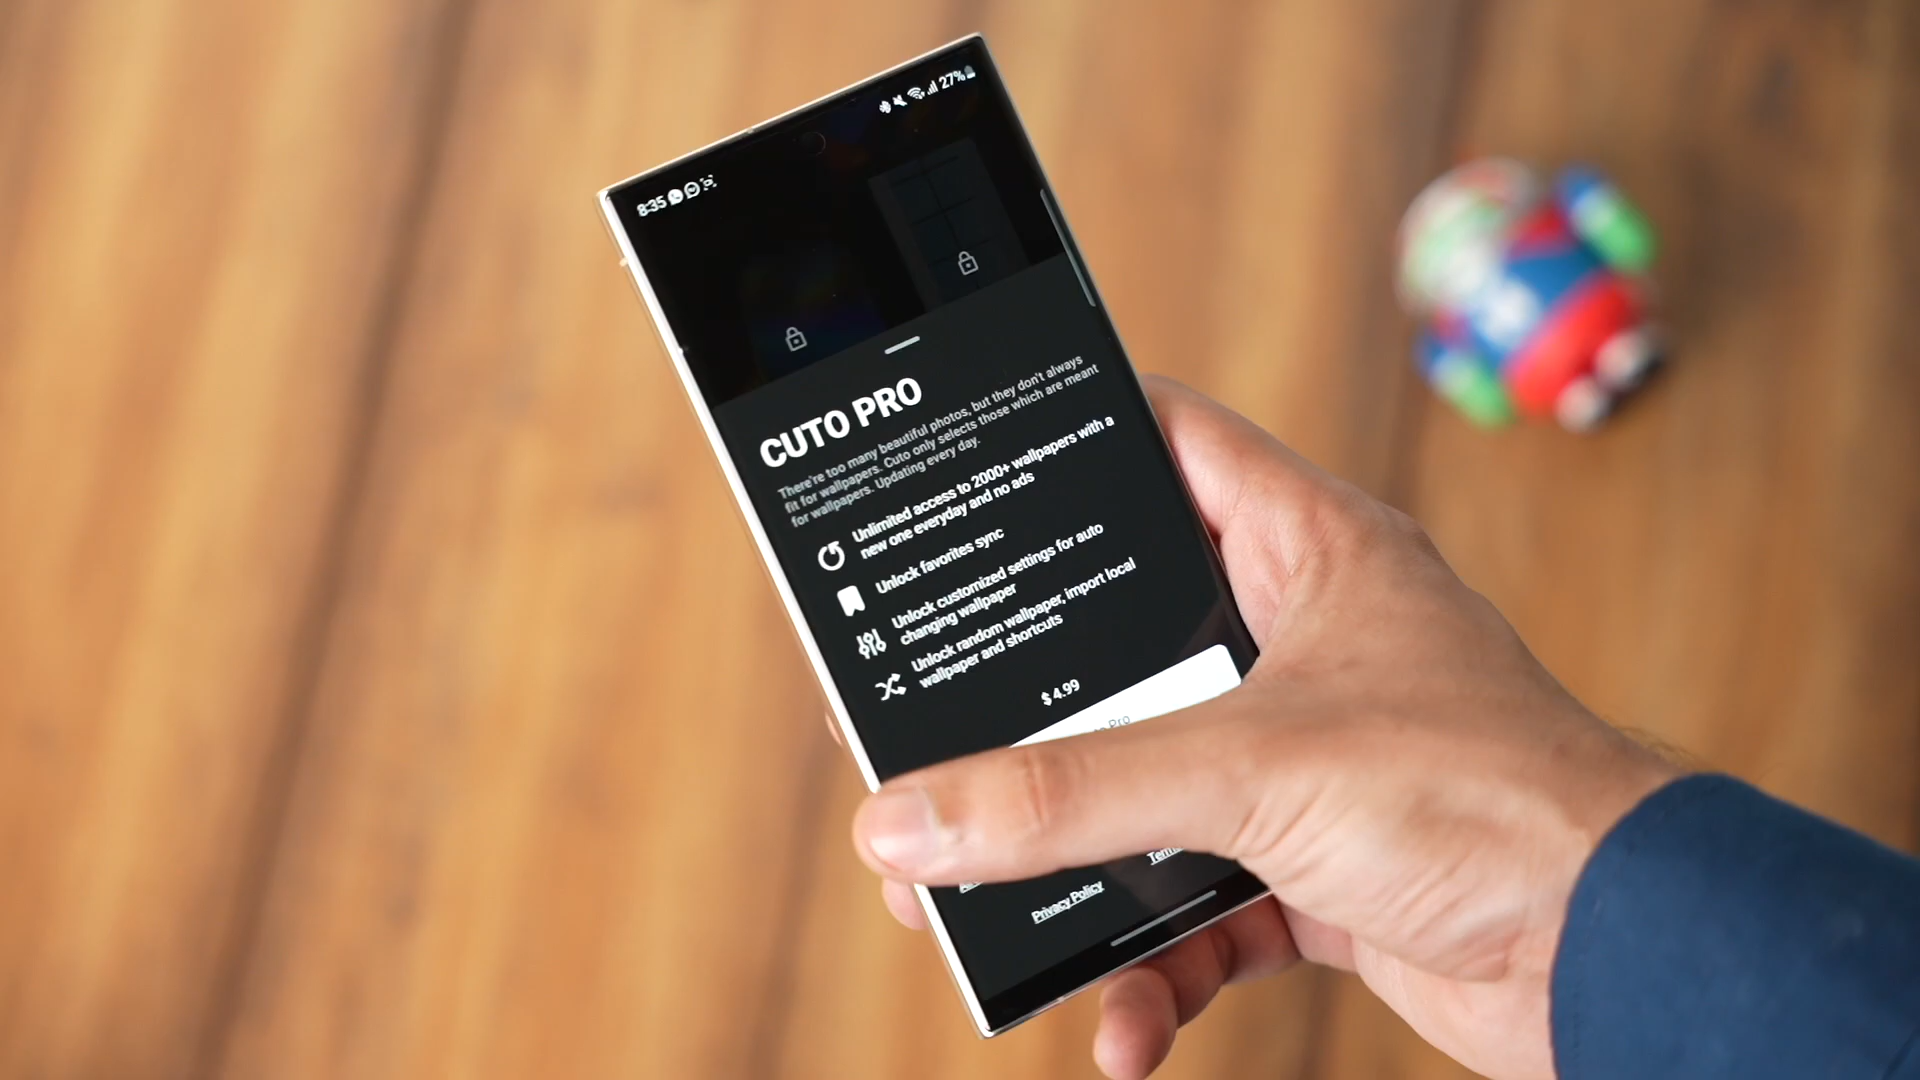 8:35
27%
CUTO PRO
There're too many beautiful photos, but they don't always
fit for wallpapers. Cuto only selects those which are meant
for wallpapers. Updating every day.
Unlimited access to 2000+ wallpapers with a
new one everyday and no ads
Unlock favorites sync
Unlock customized settings for auto
changing wallpaper
Unlock random wallpaper, import local
wallpaper and shortcuts
$ 4.99
Pro
Privacy Policy